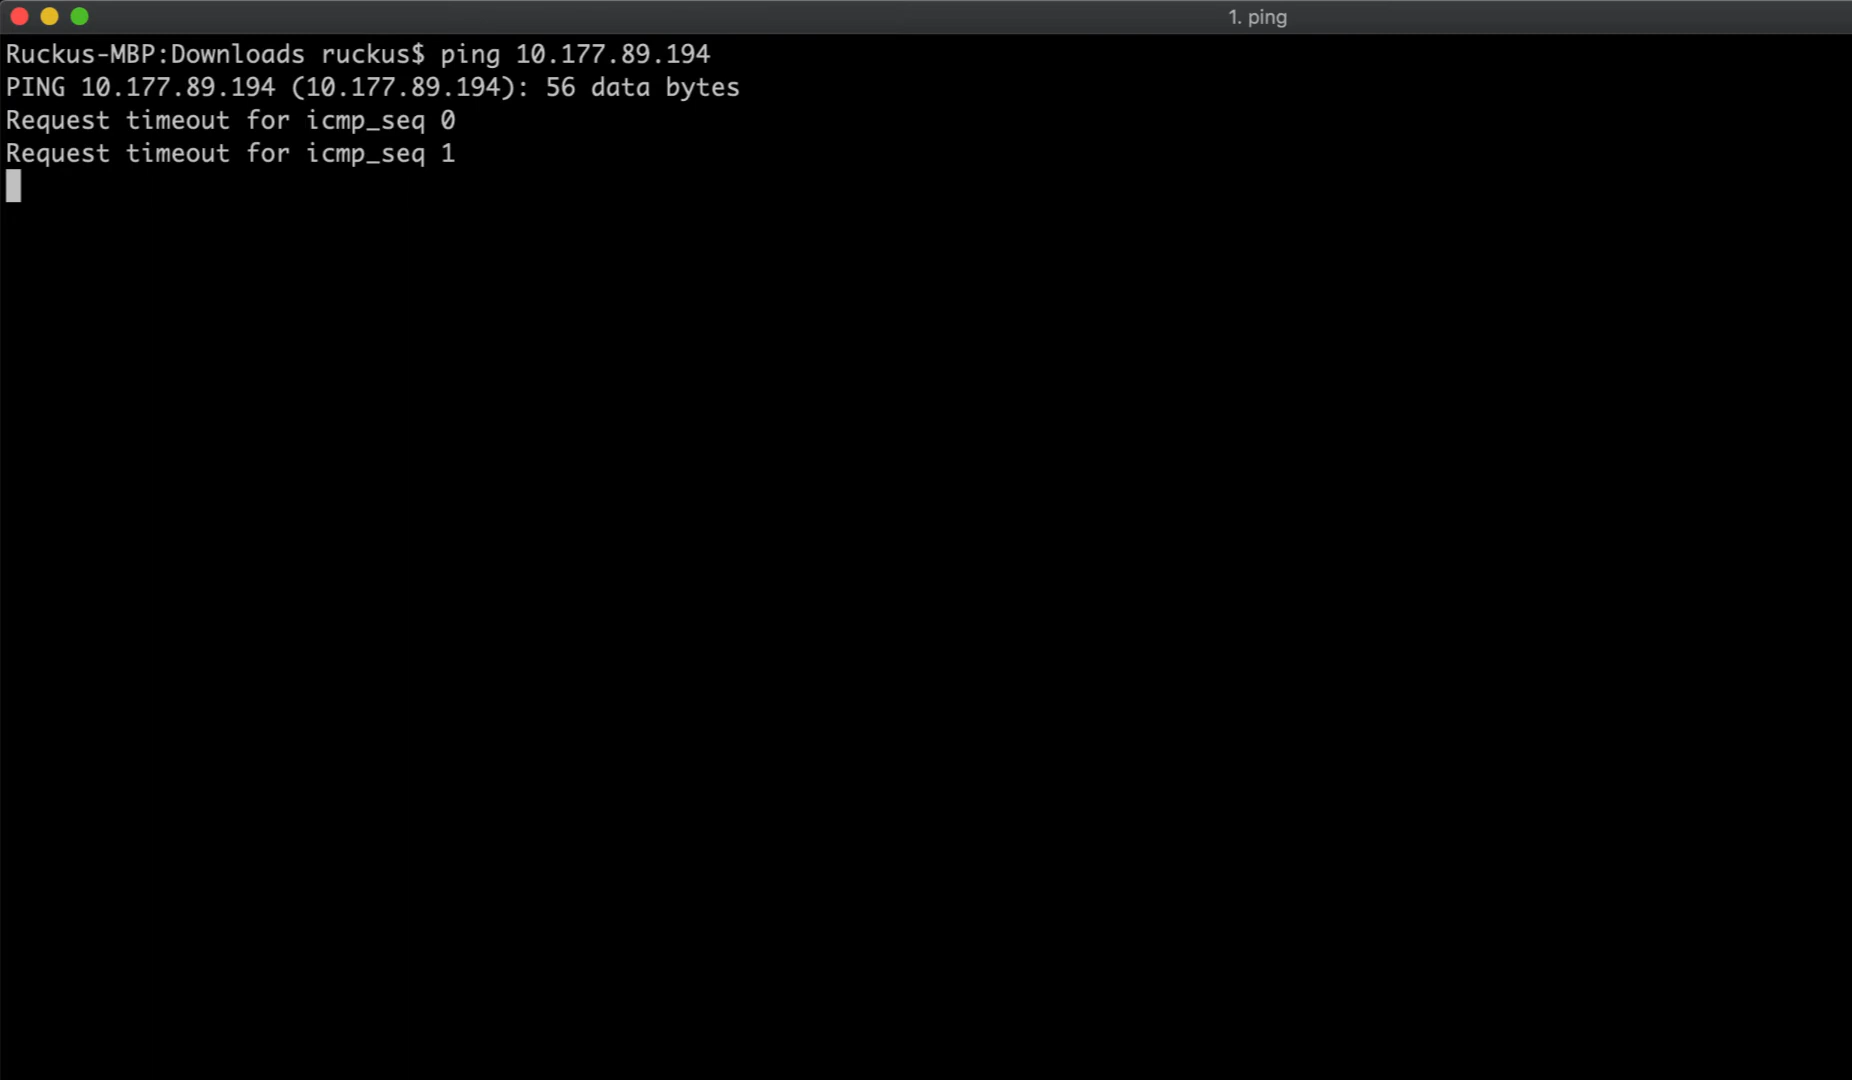 1. ping
Ruckus-MBP:Downloads ruckus$ ping 10.177.89.194
PING 10.177.89.194 (10.177.89.194): 56 data bytes
Request timeout for icmp_seq 0
Request timeout for icmp_seq 1